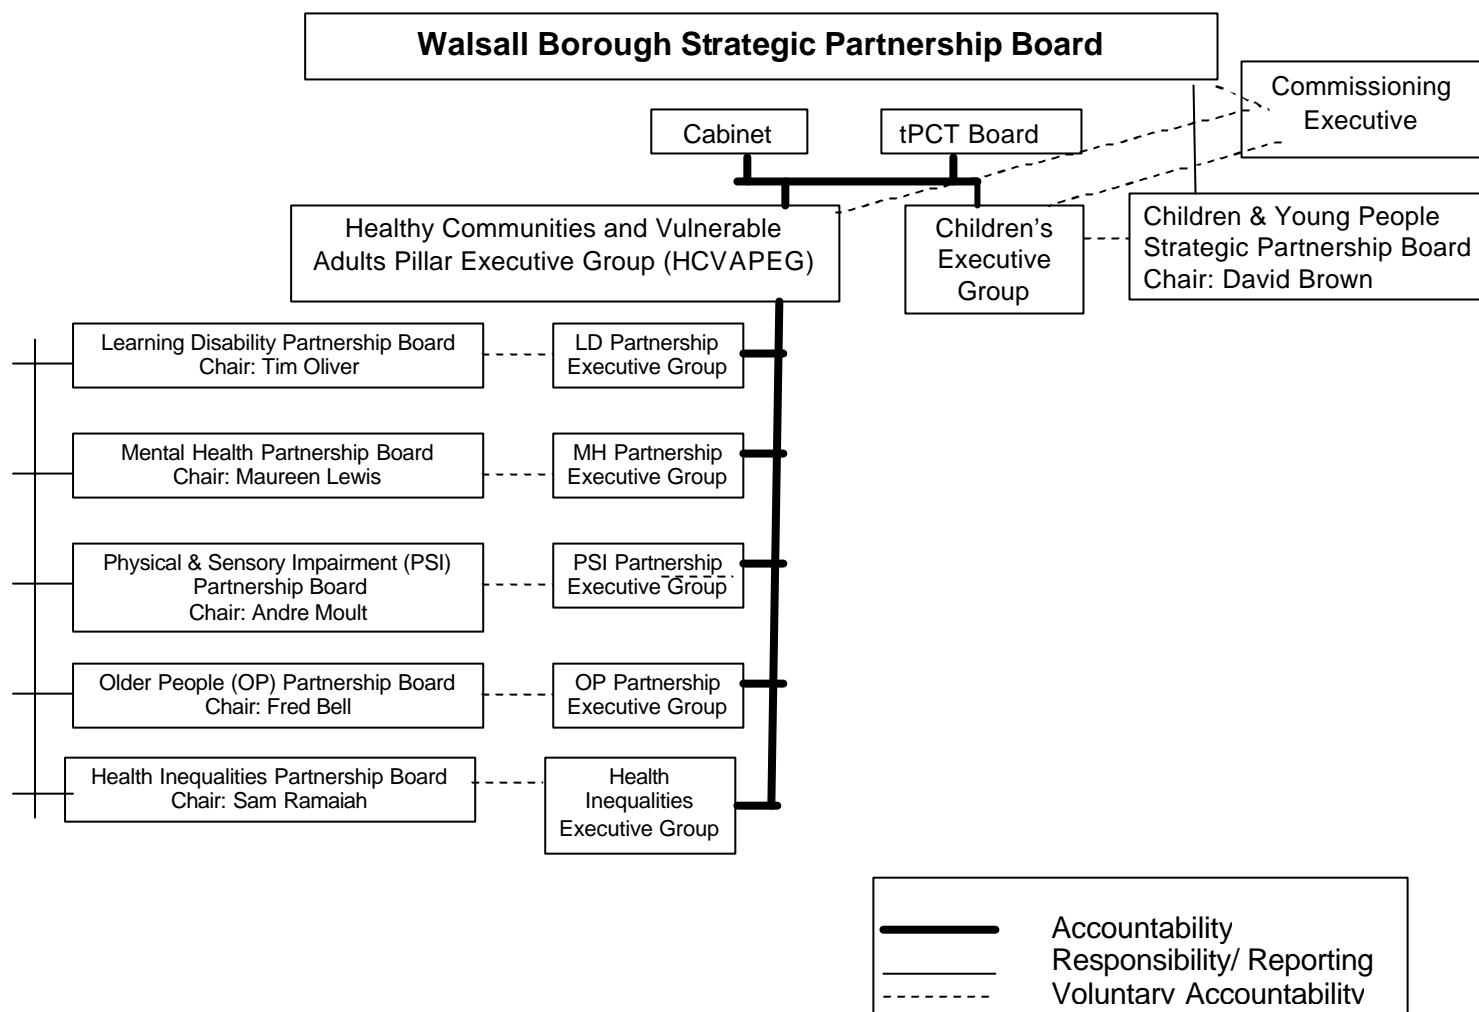 Walsall Borough Strategic Partnership Board
Commissioning
Executive
Cabinet
tPCT Board
Healthy Communities and Vulnerable
Adults Pillar Executive Group (HCVAPEG)
Children's
Executive
Group
Children & Young People
Strategic Partnership Board
Chair: David Brown
Learning Disability Partnership Board
Chair: Tim Oliver
LD Partnership
Executive Group
Mental Health Partnership Board
Chair: Maureen Lewis
MH Partnership
Executive Group
Physical & Sensory Impairment (PSI)
Partnership Board
Chair: Andre Moult
PSI Partnership
Executive Group
Older People (OP) Partnership Board
Chair: Fred Bell
OP Partnership
Executive Group
Health Inequalities Partnership Board
Chair: Sam Ramaiah
Health
Inequalities
Executive Group
Accountability
Responsibility/ Reporting
Voluntary Accountability